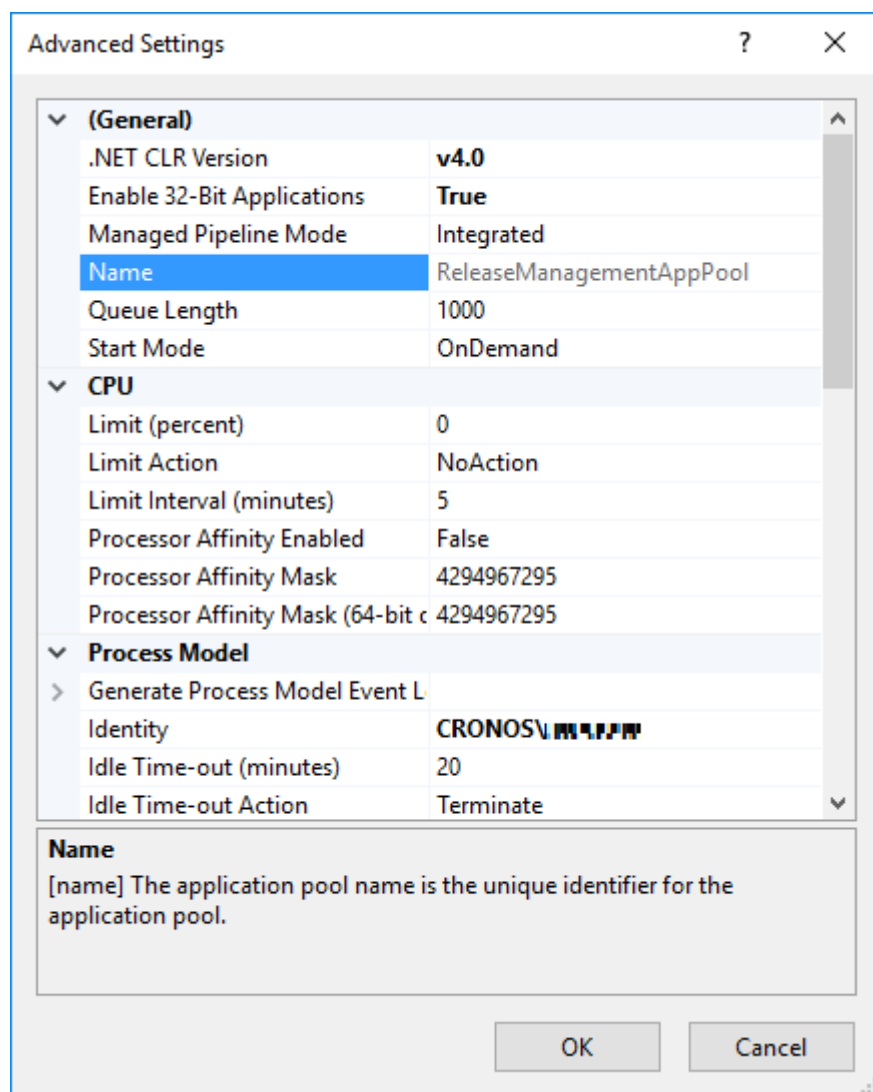 Advanced Settings ?
(General)
.NET CLR Version v4.0
Enable 32-Bit Applications True
Managed Pipeline Mode Integrated
Name ReleaseManagementAppPool
Queue Length 1000
Start Mode OnDemand
CPU
Limit (percent) 0
Limit Action NoAction
Limit Interval (minutes) 5
Processor Affinity Enabled False
Processor Affinity Mask 4294967295
Processor Affinity Mask (64-bit c 4294967295
Process Model
Generate Process Model Event L
Identity CRONOS\
Idle Time-out (minutes) 20
Idle Time-out Action Terminate
Name
[name] The application pool name is the unique identifier for the
application pool.
OK Cancel